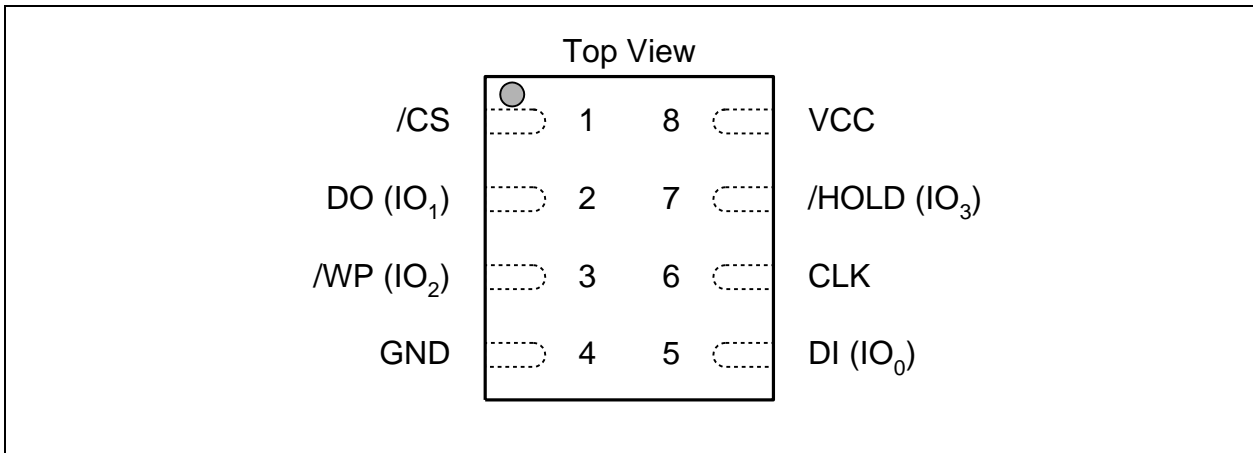 Top View
/CS 1 8 VCC
DO (IO₁) 2 7 /HOLD (IO₃)
/WP (IO₂) 3 6 CLK
GND 4 5 DI (IO₀)